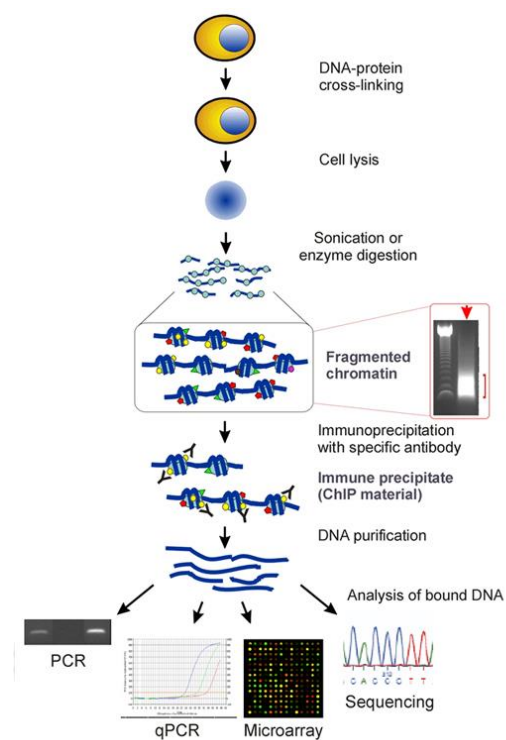 DNA-protein
cross-linking
Cell lysis
Sonication or
enzyme digestion
Fragmented
chromatin
Immunoprecipitation
with specific antibody
Immune precipitate
(ChIP material)
DNA purification
Analysis of bound DNA
PCR
qPCR
Microarray
Sequencing